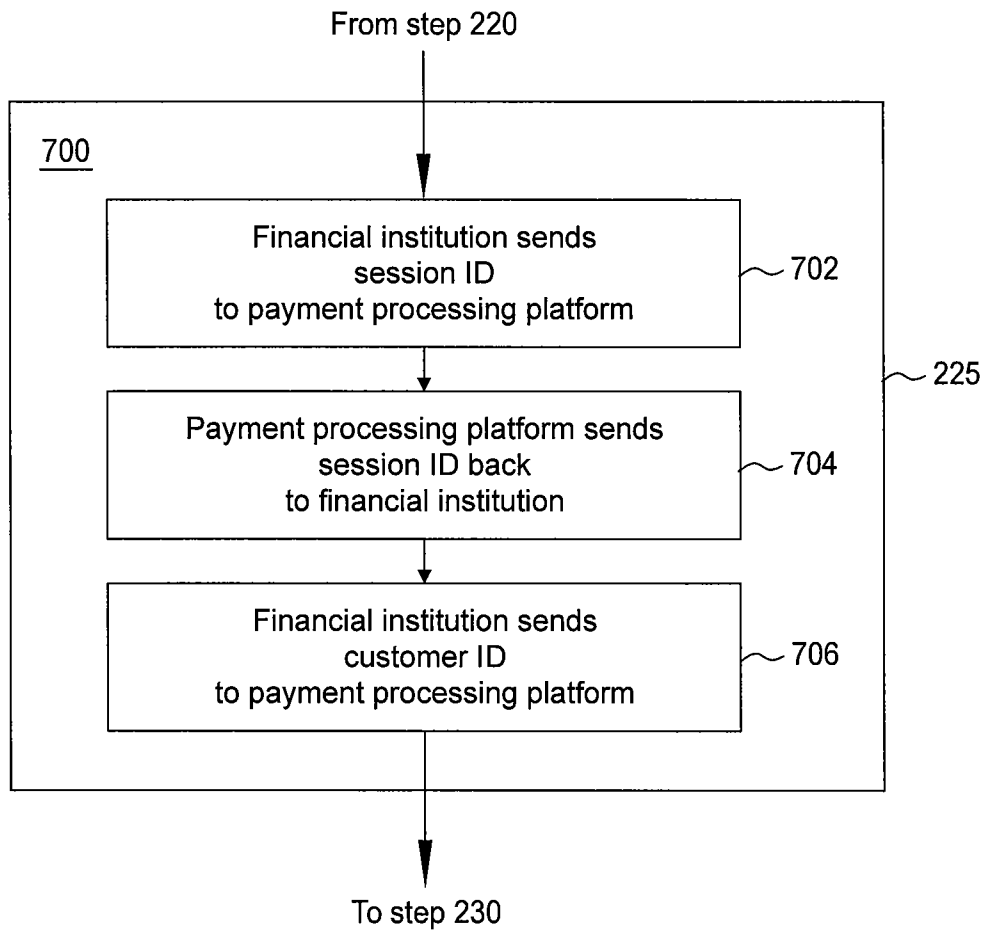 From step 220
700
Financial institution sends
session ID
to payment processing platform
702
225
Payment processing platform sends
session ID back
to financial institution
704
Financial institution sends
customer ID
to payment processing platform
706
To step 230